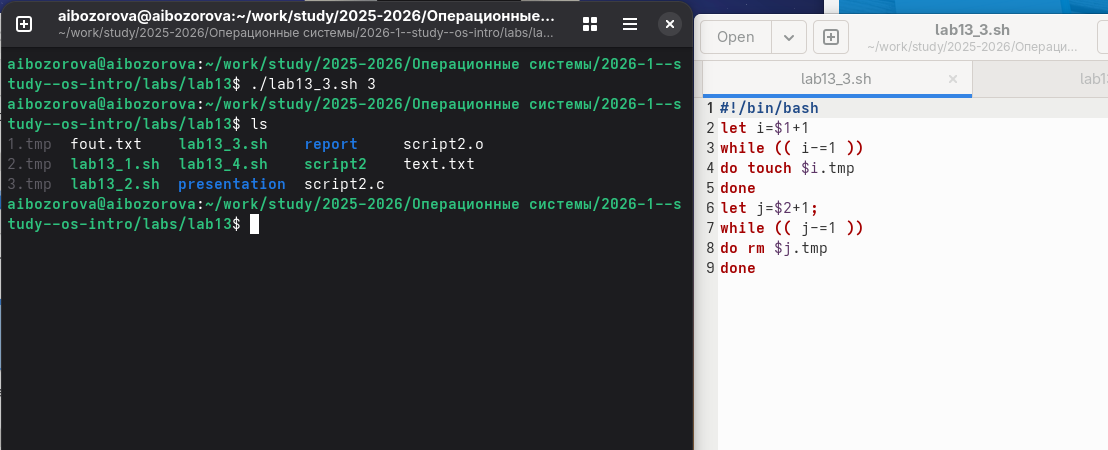 aibozorova@aibozorova:~/work/study/2025-2026/Операционные...
~/work/study/2025-2026/Операционные системы/2026-1--study--os-intro/labs/la...
aibozorova@aibozorova:~/work/study/2025-2026/Операционные системы/2026-1--s
tudy--os-intro/labs/lab13$ ./lab13_3.sh 3
aibozorova@aibozorova:~/work/study/2025-2026/Операционные системы/2026-1--s
tudy--os-intro/labs/lab13$ ls
1.tmp fout.txt lab13_3.sh report script2.o
2.tmp lab13_1.sh lab13_4.sh script2 text.txt
3.tmp lab13_2.sh presentation script2.c
aibozorova@aibozorova:~/work/study/2025-2026/Операционные системы/2026-1--s
tudy--os-intro/labs/lab13$
Open
lab13_3.sh
~/work/study/2025-2026/Операци...
lab13_3.sh
lab1
1 #!/bin/bash
2 let i=$1+1
3 while (( i-=1 ))
4 do touch $i.tmp
5 done
6 let j=$2+1;
7 while (( j-=1 ))
8 do rm $j.tmp
9 done